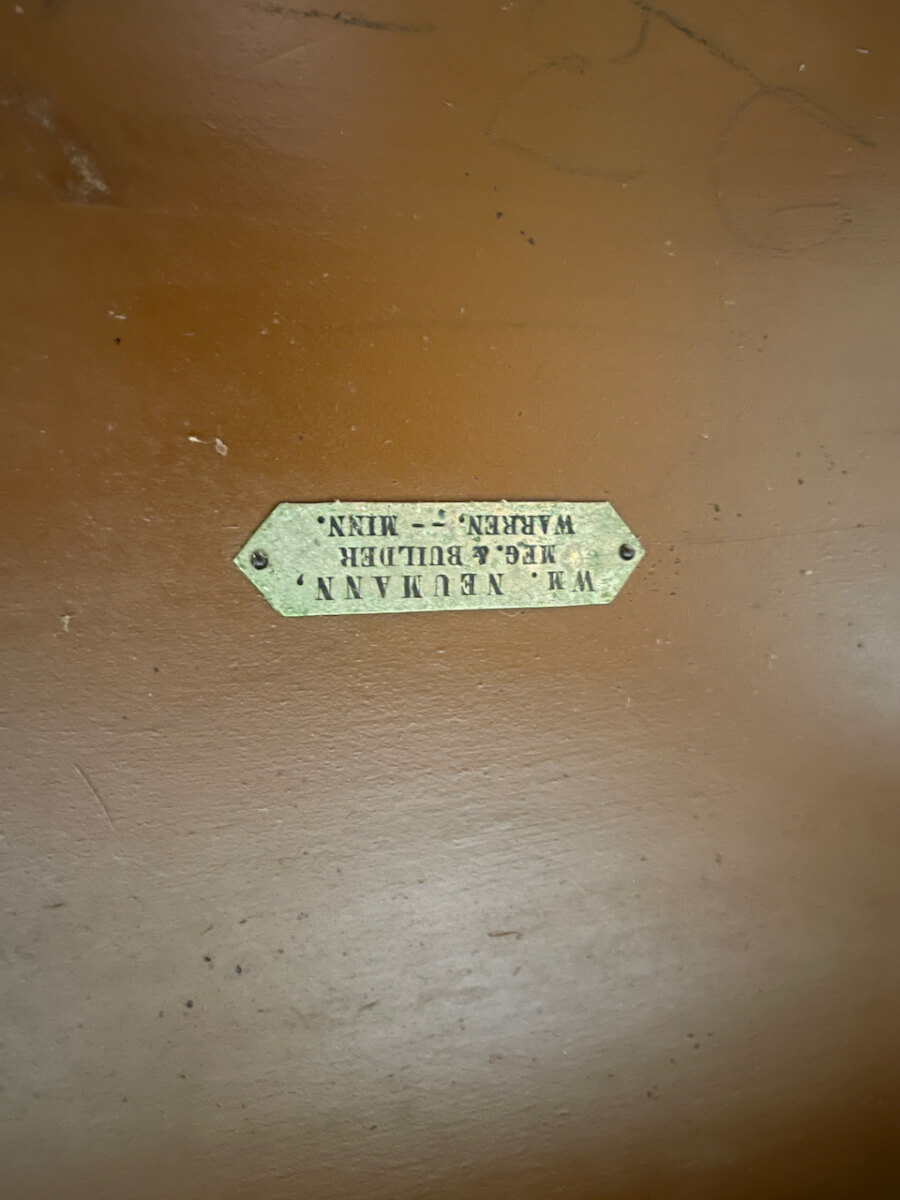 WM. NEUMANN,
MFG. & BUILDER
WARREN, -- MINN.